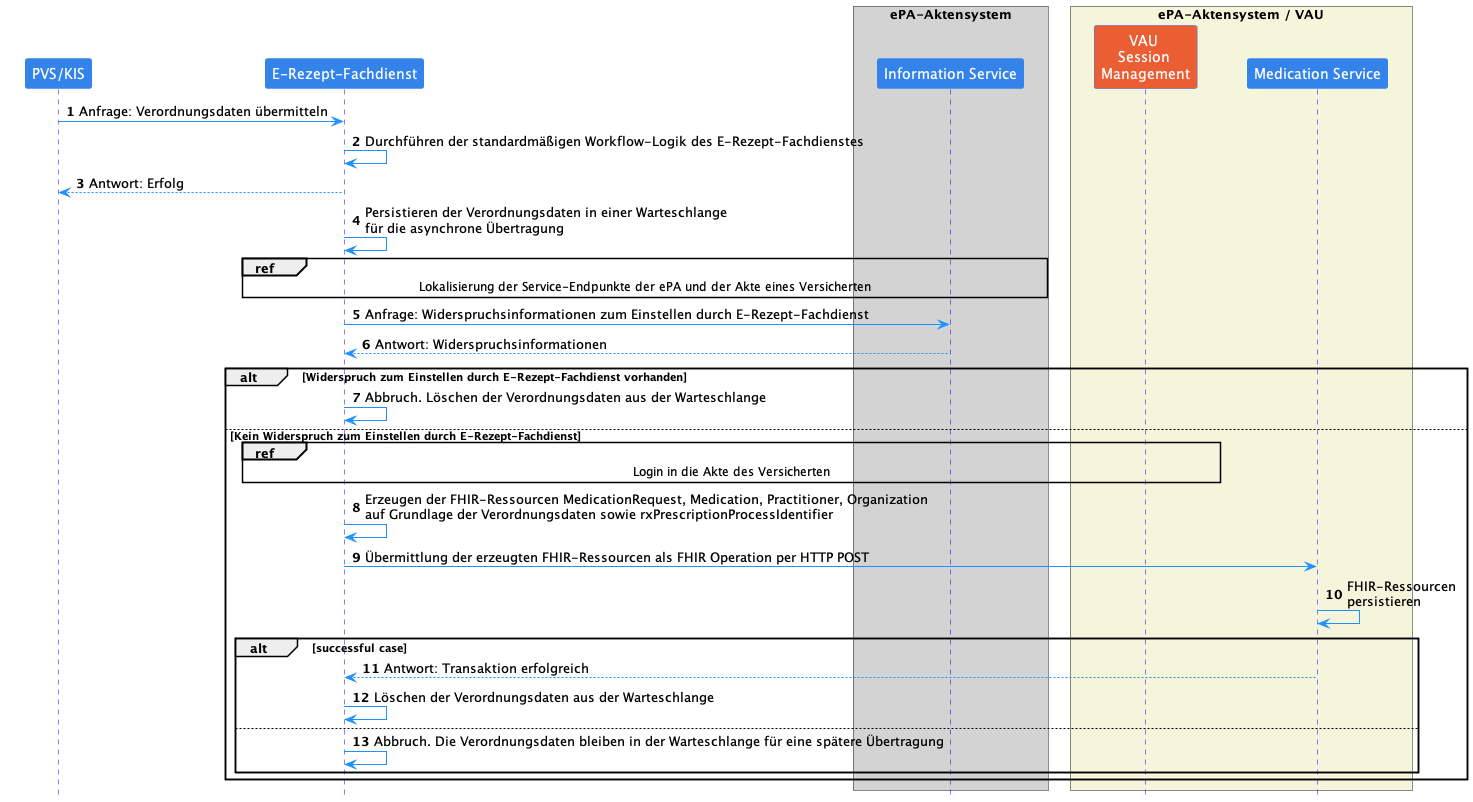 ePA-Aktensystem
ePA-Aktensystem / VAU
PVS/KIS
E-Rezept-Fachdienst
Information Service
VAU
Session
Management
Medication Service
1 Anfrage: Verordnungsdaten übermitteln
2 Durchführen der standardmäßigen Workflow-Logik des E-Rezept-Fachdienstes
3 Antwort: Erfolg
4 Persistieren der Verordnungsdaten in einer Warteschlange
für die asynchrone Übertragung
ref
Lokalisierung der Service-Endpunkte der ePA und der Akte eines Versicherten
5 Anfrage: Widerspruchsinformationen zum Einstellen durch E-Rezept-Fachdienst
6 Antwort: Widerspruchsinformationen
alt [Widerspruch zum Einstellen durch E-Rezept-Fachdienst vorhanden]
7 Abbruch. Löschen der Verordnungsdaten aus der Warteschlange
[Kein Widerspruch zum Einstellen durch E-Rezept-Fachdienst]
ref
Login in die Akte des Versicherten
8 Erzeugen der FHIR-Ressourcen MedicationRequest, Medication, Practitioner, Organization
auf Grundlage der Verordnungsdaten sowie rxPrescriptionProcessIdentifier
9 Übermittlung der erzeugten FHIR-Ressourcen als FHIR Operation per HTTP POST
10 FHIR-Ressourcen
persistieren
alt [successful case]
11 Antwort: Transaktion erfolgreich
12 Löschen der Verordnungsdaten aus der Warteschlange
13 Abbruch. Die Verordnungsdaten bleiben in der Warteschlange für eine spätere Übertragung